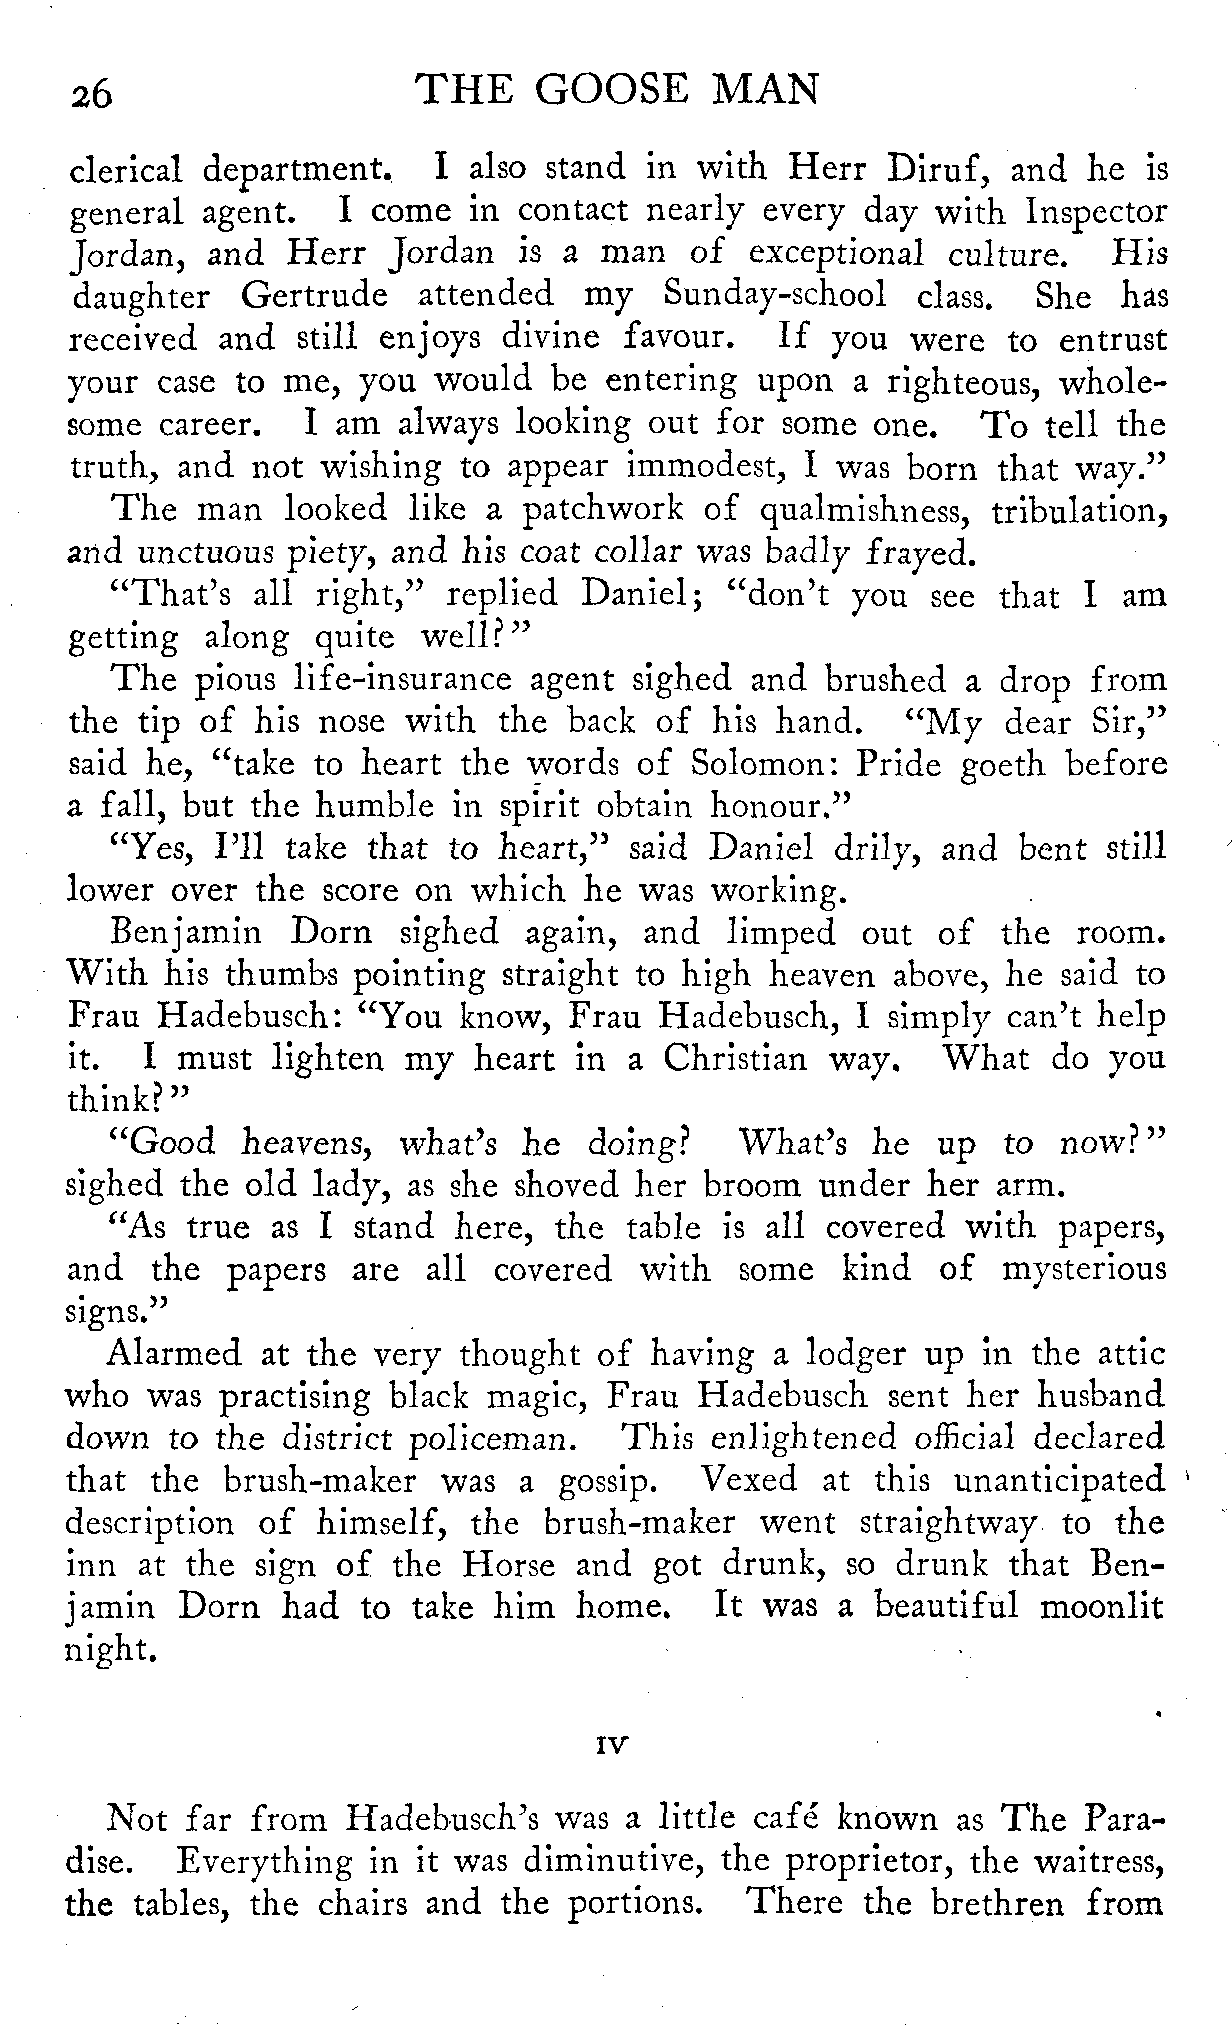 26 THE GOOSE MAN
clerical department. I also stand in with Herr Diruf, and he is
general agent. I come in contact nearly every day with Inspector
Jordan, and Herr Jordan is a man of exceptional culture. His
daughter Gertrude attended my Sunday-school class. She has
received and still enjoys divine favour. If you were to entrust
your case to me, you would be entering upon a righteous, whole-
some career. I am always looking out for some one. To tell the
truth, and not wishing to appear immodest, I was born that way.”
The man looked like a patchwork of qualmishness, tribulation,
and unctuous piety, and his coat collar was badly frayed.
“That’s all right,” replied Daniel; “don’t you see that I am
getting along quite well?”
The pious life-insurance agent sighed and brushed a drop from
the tip of his nose with the back of his hand. “My dear Sir,”
said he, “take to heart the words of Solomon: Pride goeth before
a fall, but the humble in spirit obtain honour.”
“Yes, I’ll take that to heart,” said Daniel drily, and bent still
lower over the score on which he was working.
Benjamin Dorn sighed again, and limped out of the room.
With his thumbs pointing straight to high heaven above, he said to
Frau Hadebusch: “You know, Frau Hadebusch, I simply can’t help
it. I must lighten my heart in a Christian way. What do you
think?”
“Good heavens, what’s he doing? What’s he up to now?”
sighed the old lady, as she shoved her broom under her arm.
“As true as I stand here, the table is all covered with papers,
and the papers are all covered with some kind of mysterious
signs.”
Alarmed at the very thought of having a lodger up in the attic
who was practising black magic, Frau Hadebusch sent her husband
down to the district policeman. This enlightened official declared
that the brush-maker was a gossip. Vexed at this unanticipated
description of himself, the brush-maker went straightway to the
inn at the sign of the Horse and got drunk, so drunk that Ben-
jamin Dorn had to take him home. It was a beautiful moonlit
night.
IV
Not far from Hadebusch’s was a little café known as The Para-
dise. Everything in it was diminutive, the proprietor, the waitress,
the tables, the chairs and the portions. There the brethren from